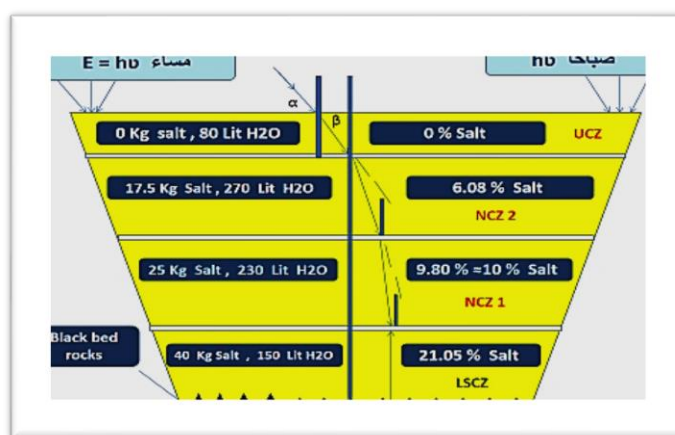 E = hυ مساء
hυ صباحا
α
β
0 Kg salt , 80 Lit H2O
0 % Salt
UCZ
17.5 Kg Salt , 270 Lit H2O
6.08 % Salt
NCZ 2
25 Kg Salt , 230 Lit H2O
9.80 % ≈10 % Salt
NCZ 1
Black bed
rocks
40 Kg Salt , 150 Lit H2O
21.05 % Salt
LSCZ